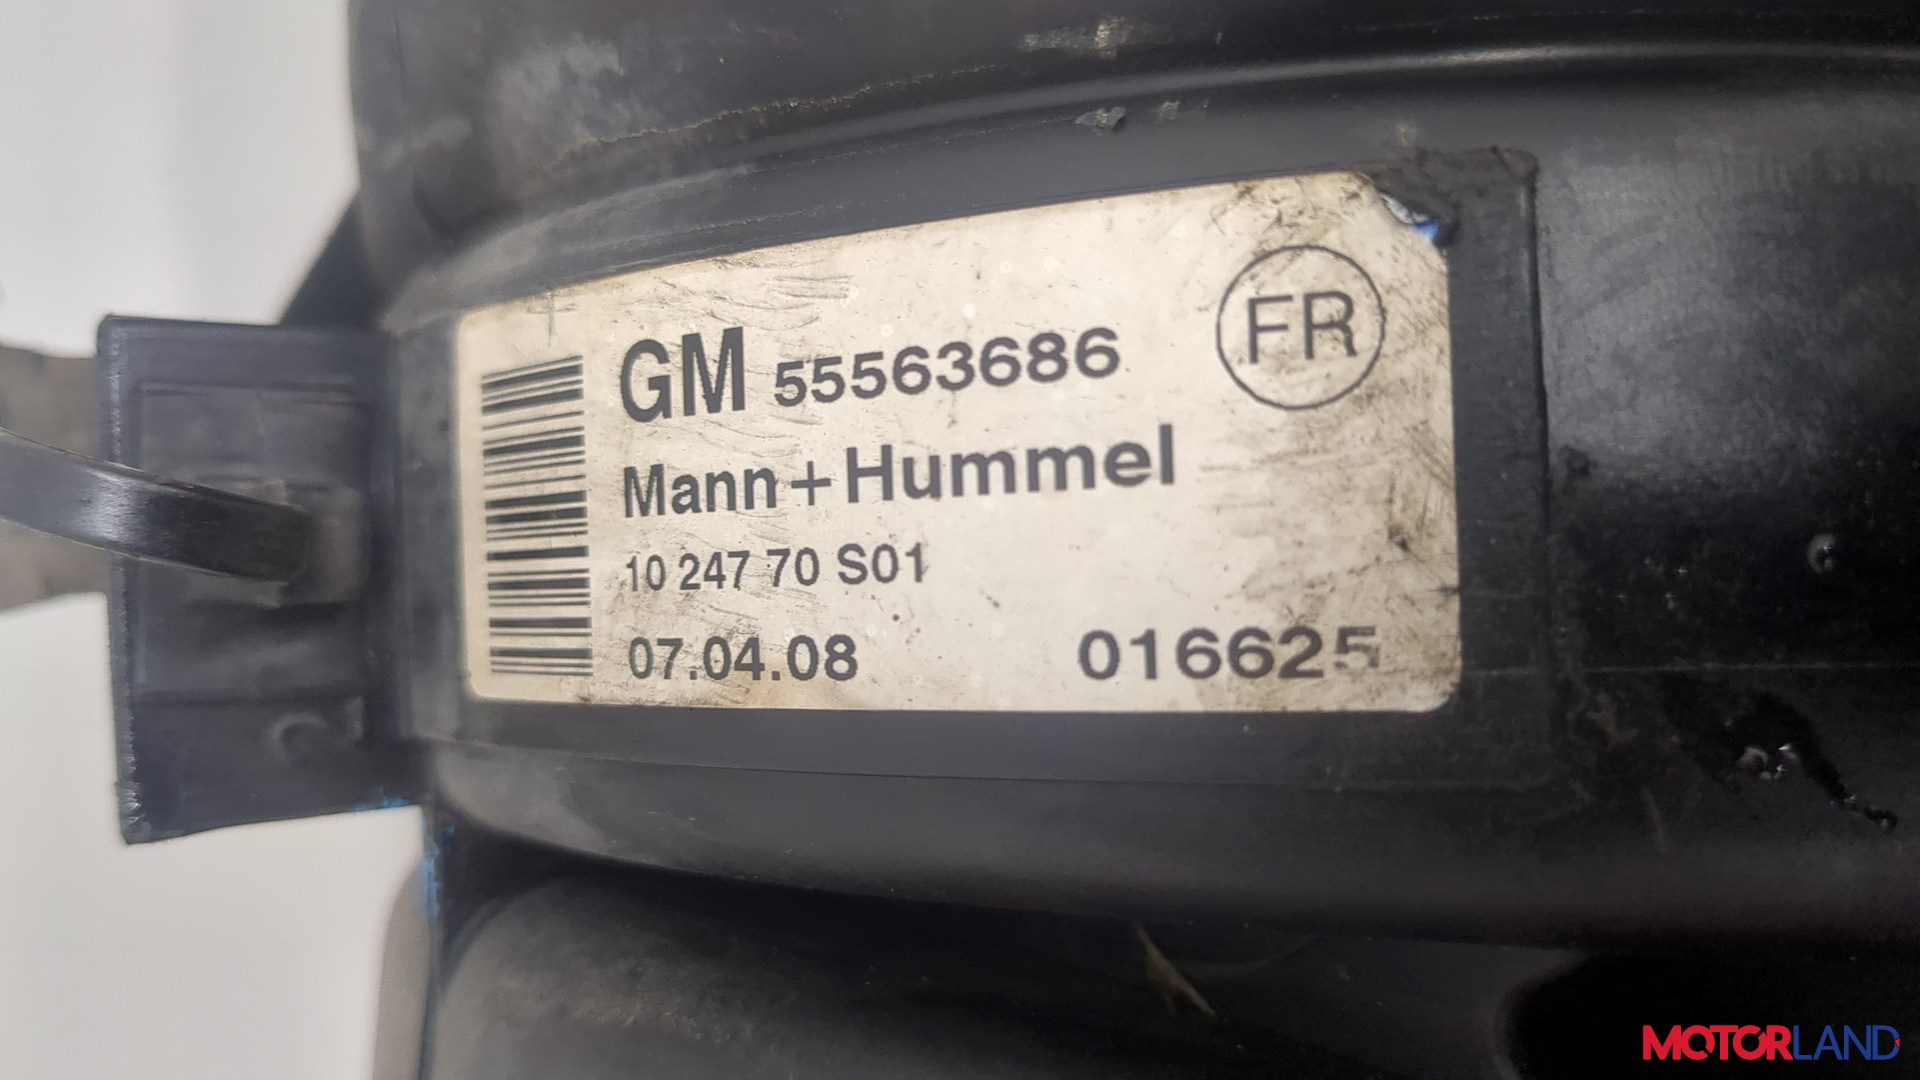 GM 55563686 FR
Mann+Hummel
10 247 70 S01
07.04.08 016625
MOTORLAND